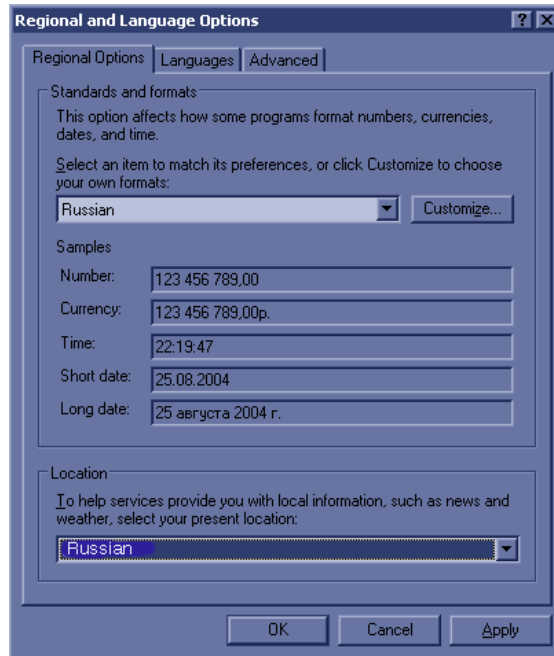 Regional and Language Options
Regional Options Languages Advanced
Standards and formats
This option affects how some programs format numbers, currencies,
dates, and time.
Select an item to match its preferences, or click Customize to choose
your own formats:
Russian Customize...
Samples
Number: 123 456 789,00
Currency: 123 456 789,00р.
Time: 22:19:47
Short date: 25.08.2004
Long date: 25 августа 2004 г.
Location
To help services provide you with local information, such as news and
weather, select your present location:
Russian
OK Cancel Apply